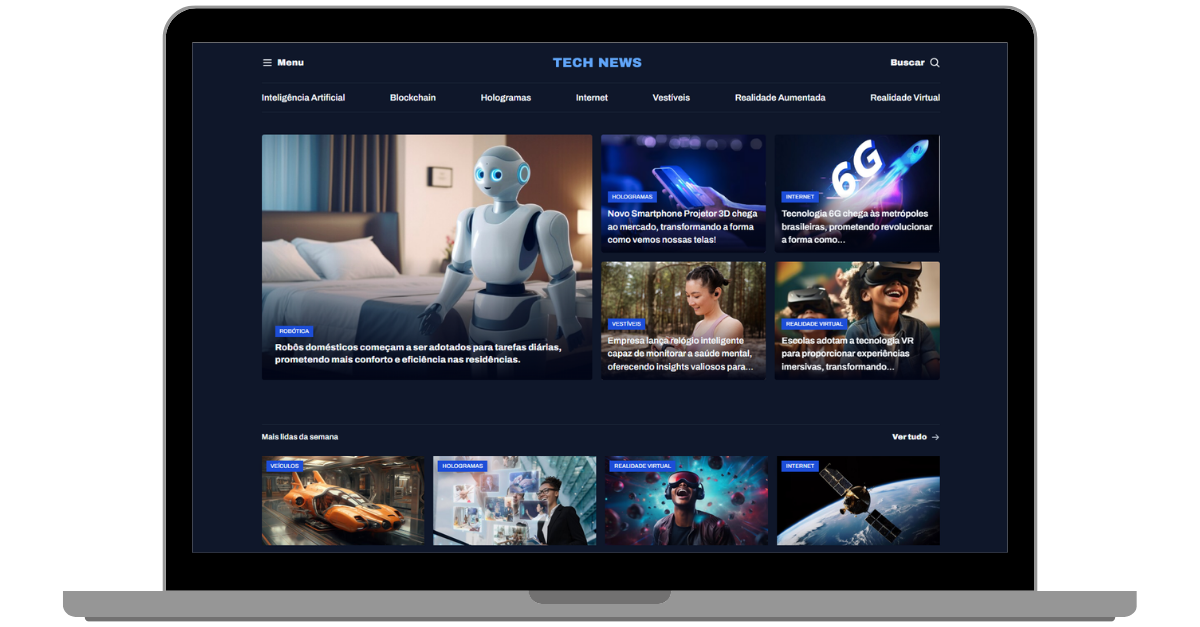 Menu
TECH NEWS
Buscar
Inteligência Artificial
Blockchain
Hologramas
Internet
Vestíveis
Realidade Aumentada
Realidade Virtual
ROBÓTICA
Robôs domésticos começam a ser adotados para tarefas diárias,
prometendo mais conforto e eficiência nas residências.
HOLOGRAMAS
Novo Smartphone Projetor 3D chega
ao mercado, transformando a forma
como vemos nossas telas!
6G
INTERNET
Tecnologia 6G chega às metrópoles
brasileiras, prometendo revolucionar
a forma como...
VESTÍVEIS
Empresa lança relógio inteligente
capaz de monitorar a saúde mental,
oferecendo insights valiosos para...
REALIDADE VIRTUAL
Escolas adotam a tecnologia VR
para proporcionar experiências
imersivas, transformando...
Mais lidas da semana
Ver tudo
VEÍCULOS
HOLOGRAMAS
REALIDADE VIRTUAL
INTERNET